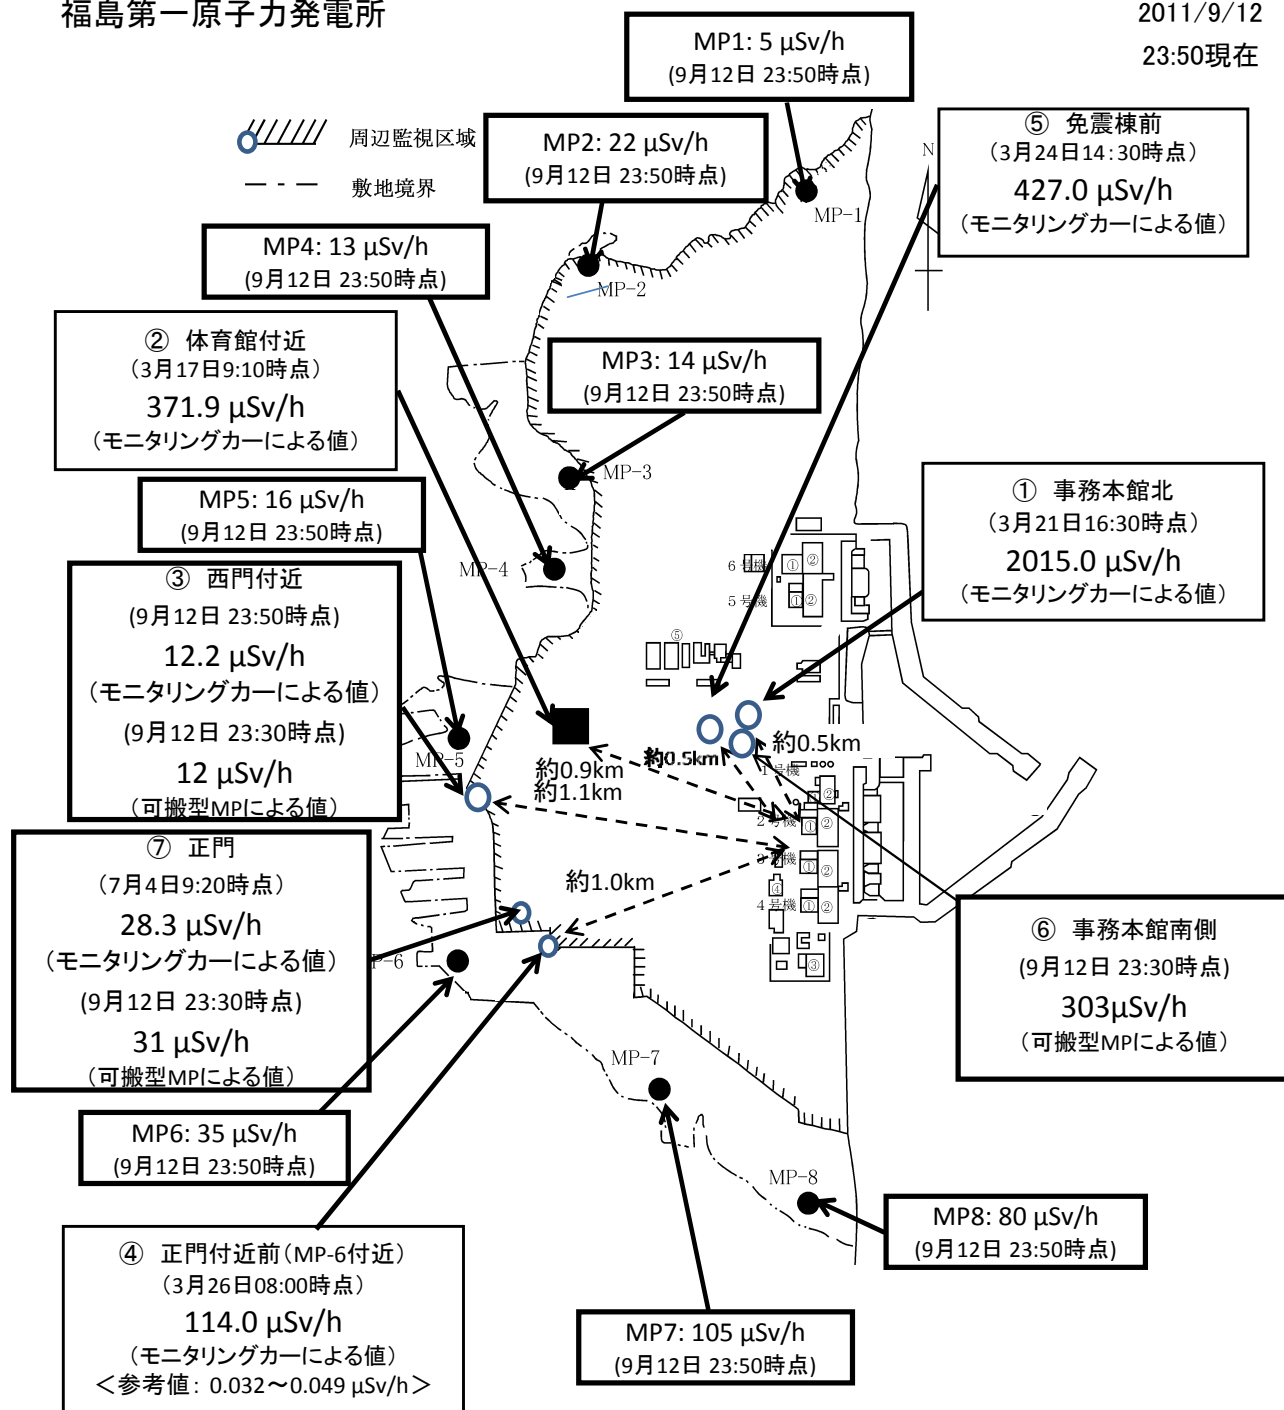 福島第一原子力発電所
2011/9/12
23:50現在
周辺監視区域
敷地境界
MP1: 5 μSv/h
(9月12日 23:50時点)
MP2: 22 μSv/h
(9月12日 23:50時点)
MP4: 13 μSv/h
(9月12日 23:50時点)
MP3: 14 μSv/h
(9月12日 23:50時点)
MP5: 16 μSv/h
(9月12日 23:50時点)
⑤ 免震棟前
(3月24日14:30時点)
427.0 μSv/h
(モニタリングカーによる値)
② 体育館付近
(3月17日9:10時点)
371.9 μSv/h
(モニタリングカーによる値)
① 事務本館北
(3月21日16:30時点)
2015.0 μSv/h
(モニタリングカーによる値)
③ 西門付近
(9月12日 23:50時点)
12.2 μSv/h
(モニタリングカーによる値)
(9月12日 23:30時点)
12 μSv/h
(可搬型MPによる値)
⑦ 正門
(7月4日9:20時点)
28.3 μSv/h
(モニタリングカーによる値)
(9月12日 23:30時点)
31 μSv/h
(可搬型MPによる値)
⑥ 事務本館南側
(9月12日 23:30時点)
303μSv/h
(可搬型MPによる値)
MP6: 35 μSv/h
(9月12日 23:50時点)
④ 正門付近前(MP-6付近)
(3月26日08:00時点)
114.0 μSv/h
(モニタリングカーによる値)
<参考値: 0.032～0.049 μSv/h>
MP7: 105 μSv/h
(9月12日 23:50時点)
MP8: 80 μSv/h
(9月12日 23:50時点)
N
MP-1
MP-2
MP-3
MP-4
MP-5
P-6
MP-7
MP-8
6号機
① ②
5号機
① ②
⑤
約0.5km
約0.5km
約0.9km
約1.1km
約1.0km
1号機
②
2号機
① ②
3号機
① ②
④
4号機
① ②
③